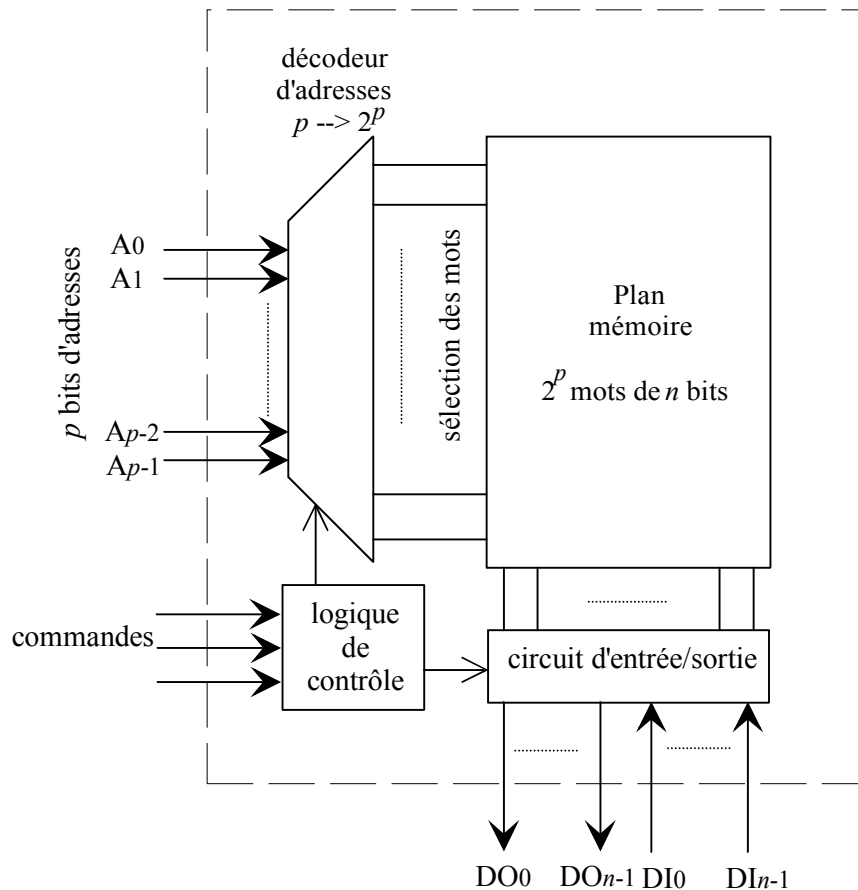 décodeur
d'adresses
p --> 2^p
A0
A1
p bits d'adresses
Ap-2
Ap-1
sélection des mots
Plan
mémoire
2^p mots de n bits
commandes
logique
de
contrôle
circuit d'entrée/sortie
DO0 DOn-1 DI0 DIn-1